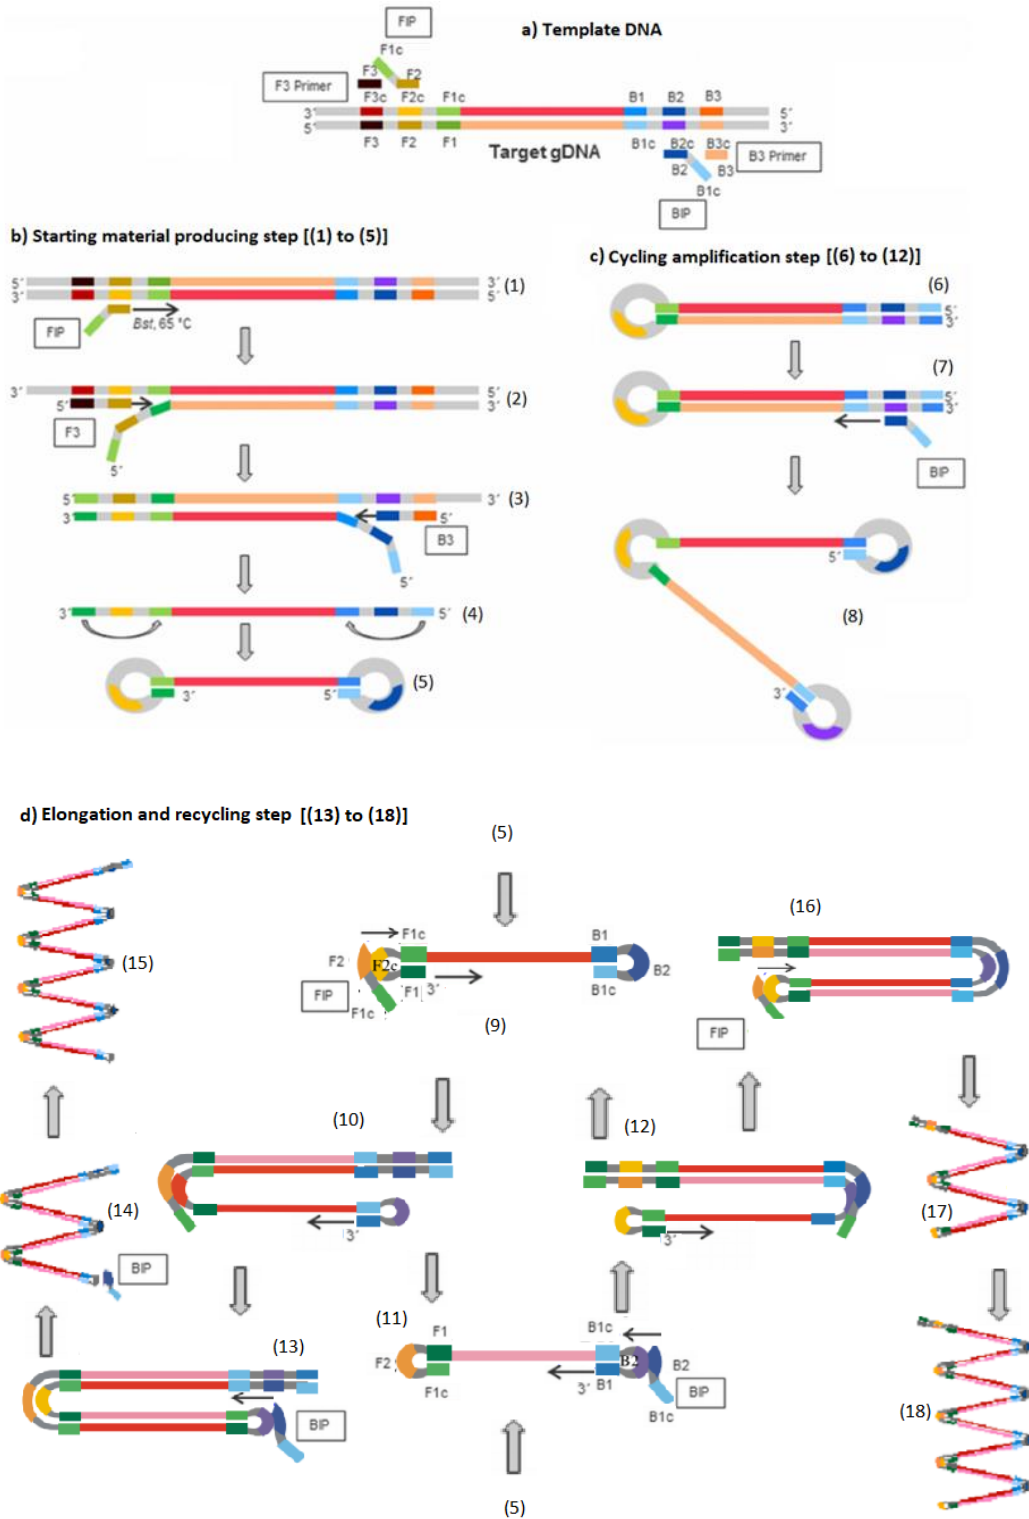 FIP
a) Template DNA
F1c
F3 F2
F3 Primer
F3c F2c F1c B1 B2 B3
3´ 5´
5´ 3´
F3 F2 F1 Target gDNA B1c B2c B3c
B3 Primer
B2 B3
B1c
BIP
b) Starting material producing step [(1) to (5)]
5´ 3´ (1)
3´ 5´
FIP
Bst, 65 °C
3´ 5´
5´ 3´ (2)
F3
5´
5´ 3´ (3)
3´ 5´
B3
5´
3´ 5´ (4)
3´ 5´ (5)
c) Cycling amplification step [(6) to (12)]
(6)
5´
3´
(7)
5´
3´
BIP
5´
(8)
3´
d) Elongation and recycling step [(13) to (18)]
(5)
(15)
F1c B1
F2 F2c B2
FIP F1c F1 3´ B1c
(9)
(16)
FIP
(10)
3´
(12)
3´
(14)
BIP
(17)
(13)
BIP
(11)
F1 B1c
F2 B2 B2
F1c 3´ B1 BIP
B1c
(18)
(5)